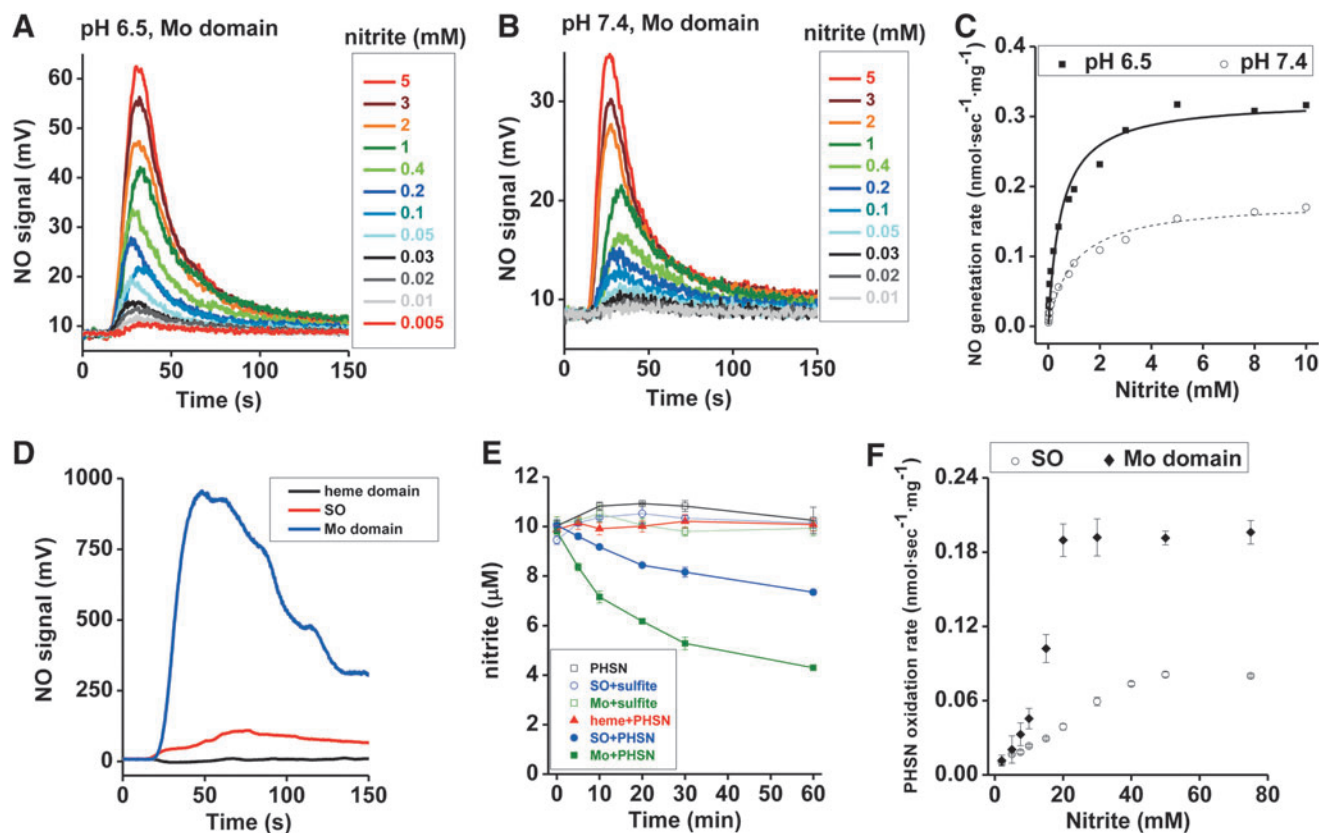 A
pH 6.5, Mo domain
nitrite (mM)
NO signal (mV)
60
50
40
30
20
10
0
50
100
150
Time (s)
5
3
2
1
0.4
0.2
0.1
0.05
0.03
0.02
0.01
0.005
B
pH 7.4, Mo domain
nitrite (mM)
NO signal (mV)
30
20
10
0
50
100
150
Time (s)
5
3
2
1
0.4
0.2
0.1
0.05
0.03
0.02
0.01
C
pH 6.5
pH 7.4
NO genetation rate (nmol·sec⁻¹·mg⁻¹)
0.4
0.3
0.2
0.1
0.0
0
2
4
6
8
10
Nitrite (mM)
D
NO signal (mV)
1000
750
500
250
0
heme domain
SO
Mo domain
0
50
100
150
Time (s)
E
nitrite (μM)
12
10
8
6
4
2
0
PHSN
SO+sulfite
Mo+sulfite
heme+PHSN
SO+PHSN
Mo+PHSN
0
10
20
30
40
50
60
Time (min)
F
SO
Mo domain
PHSN oxidation rate (nmol·sec⁻¹·mg⁻¹)
0.24
0.18
0.12
0.06
0.00
0
20
40
60
80
Nitrite (mM)